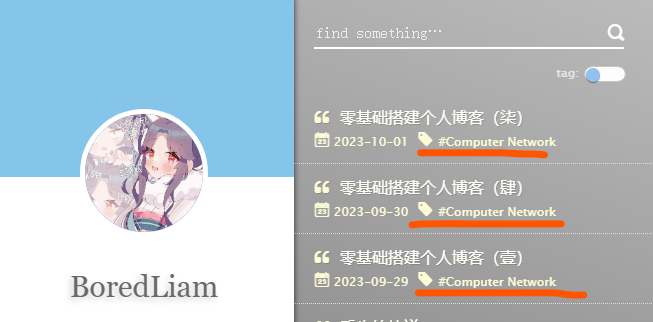 find something…
tag:
零基础搭建个人博客（柒）
2023-10-01 #Computer Network
零基础搭建个人博客（肆）
2023-09-30 #Computer Network
零基础搭建个人博客（壹）
2023-09-29 #Computer Network
BoredLiam